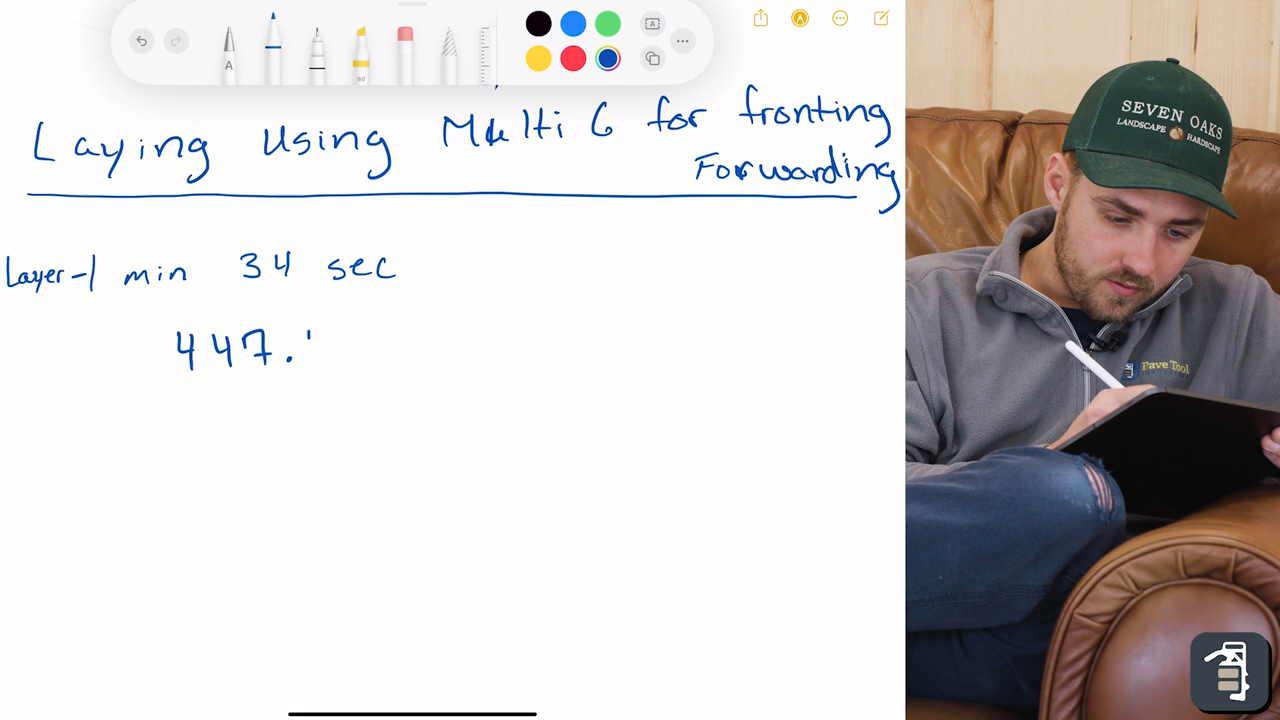 Laying Using Multi 6 for fronting
Forwarding
Layer-1 min 34 sec
447.
A
80
A
SEVEN OAKS
LANDSCAPE HARDSCAPE
Pave Tool